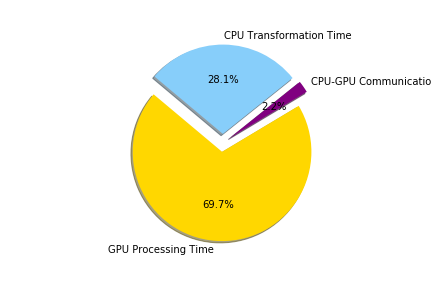 CPU Transformation Time
28.1%
CPU-GPU Communicatio
2.2%
69.7%
GPU Processing Time